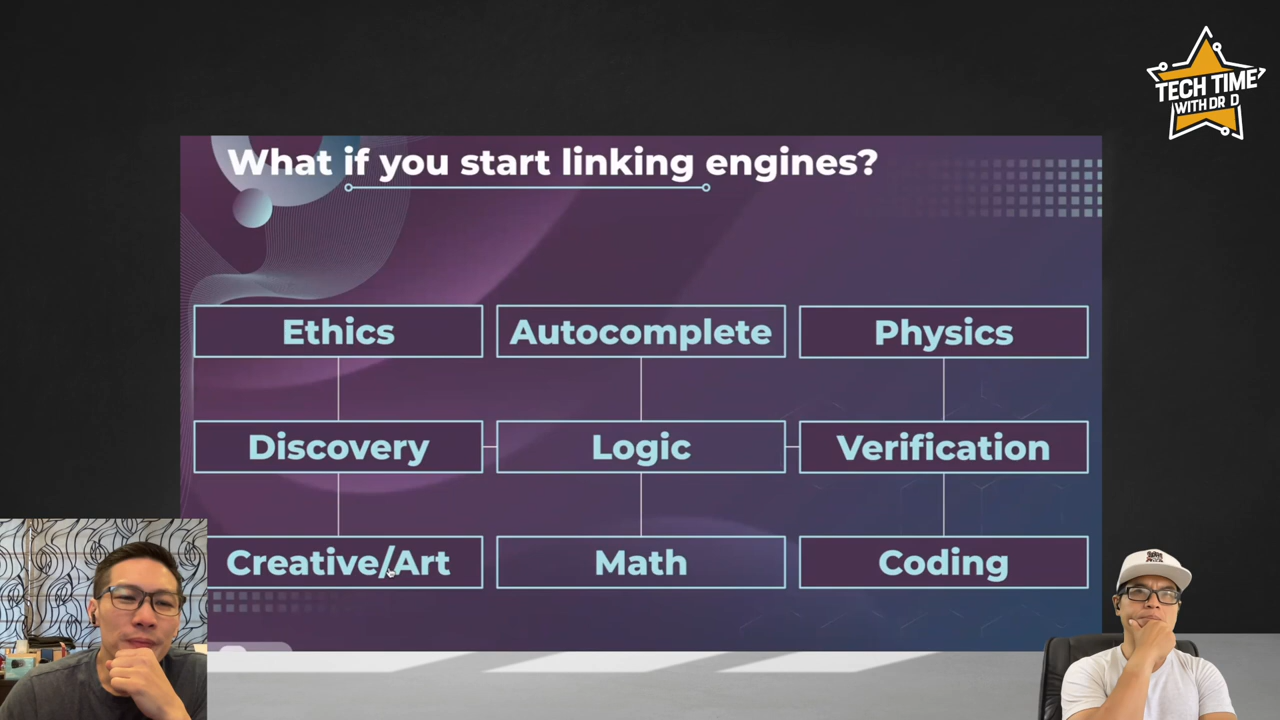 TECH TIME
WITH DR D
What if you start linking engines?
Ethics
Autocomplete
Physics
Discovery
Logic
Verification
Creative/Art
Math
Coding